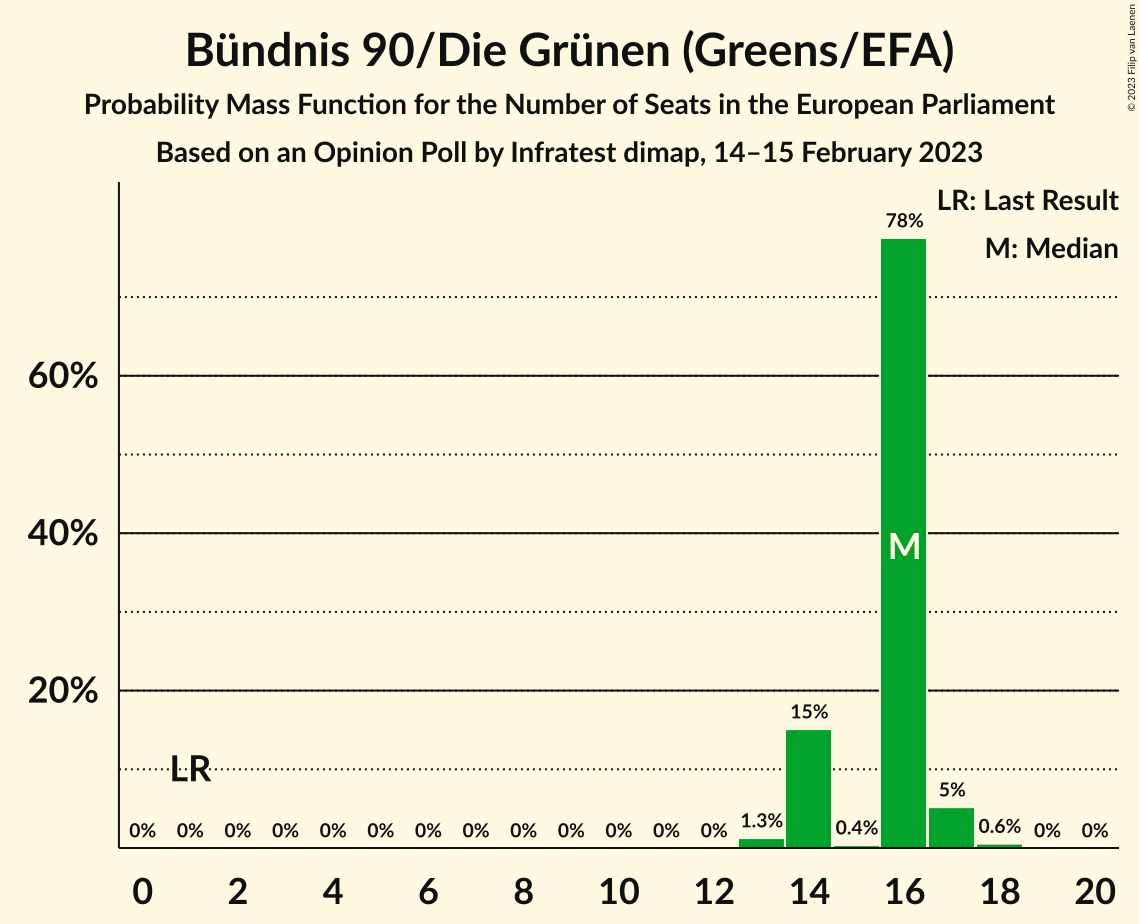 Bündnis 90/Die Grünen (Greens/EFA)
Probability Mass Function for the Number of Seats in the European Parliament
Based on an Opinion Poll by Infratest dimap, 14–15 February 2023
© 2023 Filip van Laenen
LR: Last Result
M: Median
78%
60%
40%
M
20%
15%
LR
5%
0% 0% 0% 0% 0% 0% 0% 0% 0% 0% 0% 0% 0% 1.3% 0.4% 0.6% 0% 0%
0 2 4 6 8 10 12 14 16 18 20